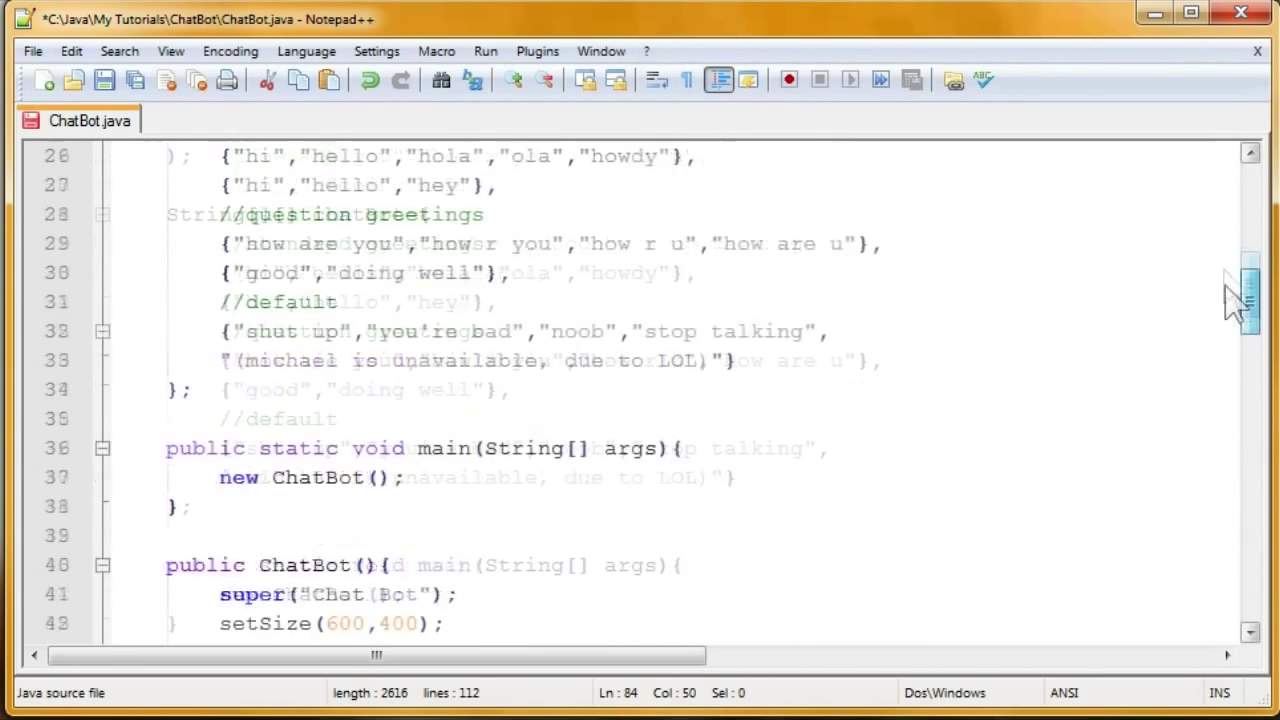 *C:\Java\My Tutorials\ChatBot\ChatBot.java - Notepad++
File Edit Search View Encoding Language Settings Macro Run Plugins Window ? X
ChatBot.java
26 {"hi","hello","hola","ola","howdy"},
27 {"hi","hello","hey"},
28 //question greetings
29 {"how are you","how r you","how r u","how are u"},
30 {"good","doing well"},
31 //default
32 {"shut up","you're bad","noob","stop talking",
33 "(michael is unavailable, due to LOL)"}
34 };
35
36 public static void main(String[] args){
37 new ChatBot();
38 }
39
40 public ChatBot(){
41 super("Chat Bot");
42 setSize(600,400);
Java source file length : 2616 lines : 112 Ln : 84 Col : 50 Sel : 0 Dos\Windows ANSI INS